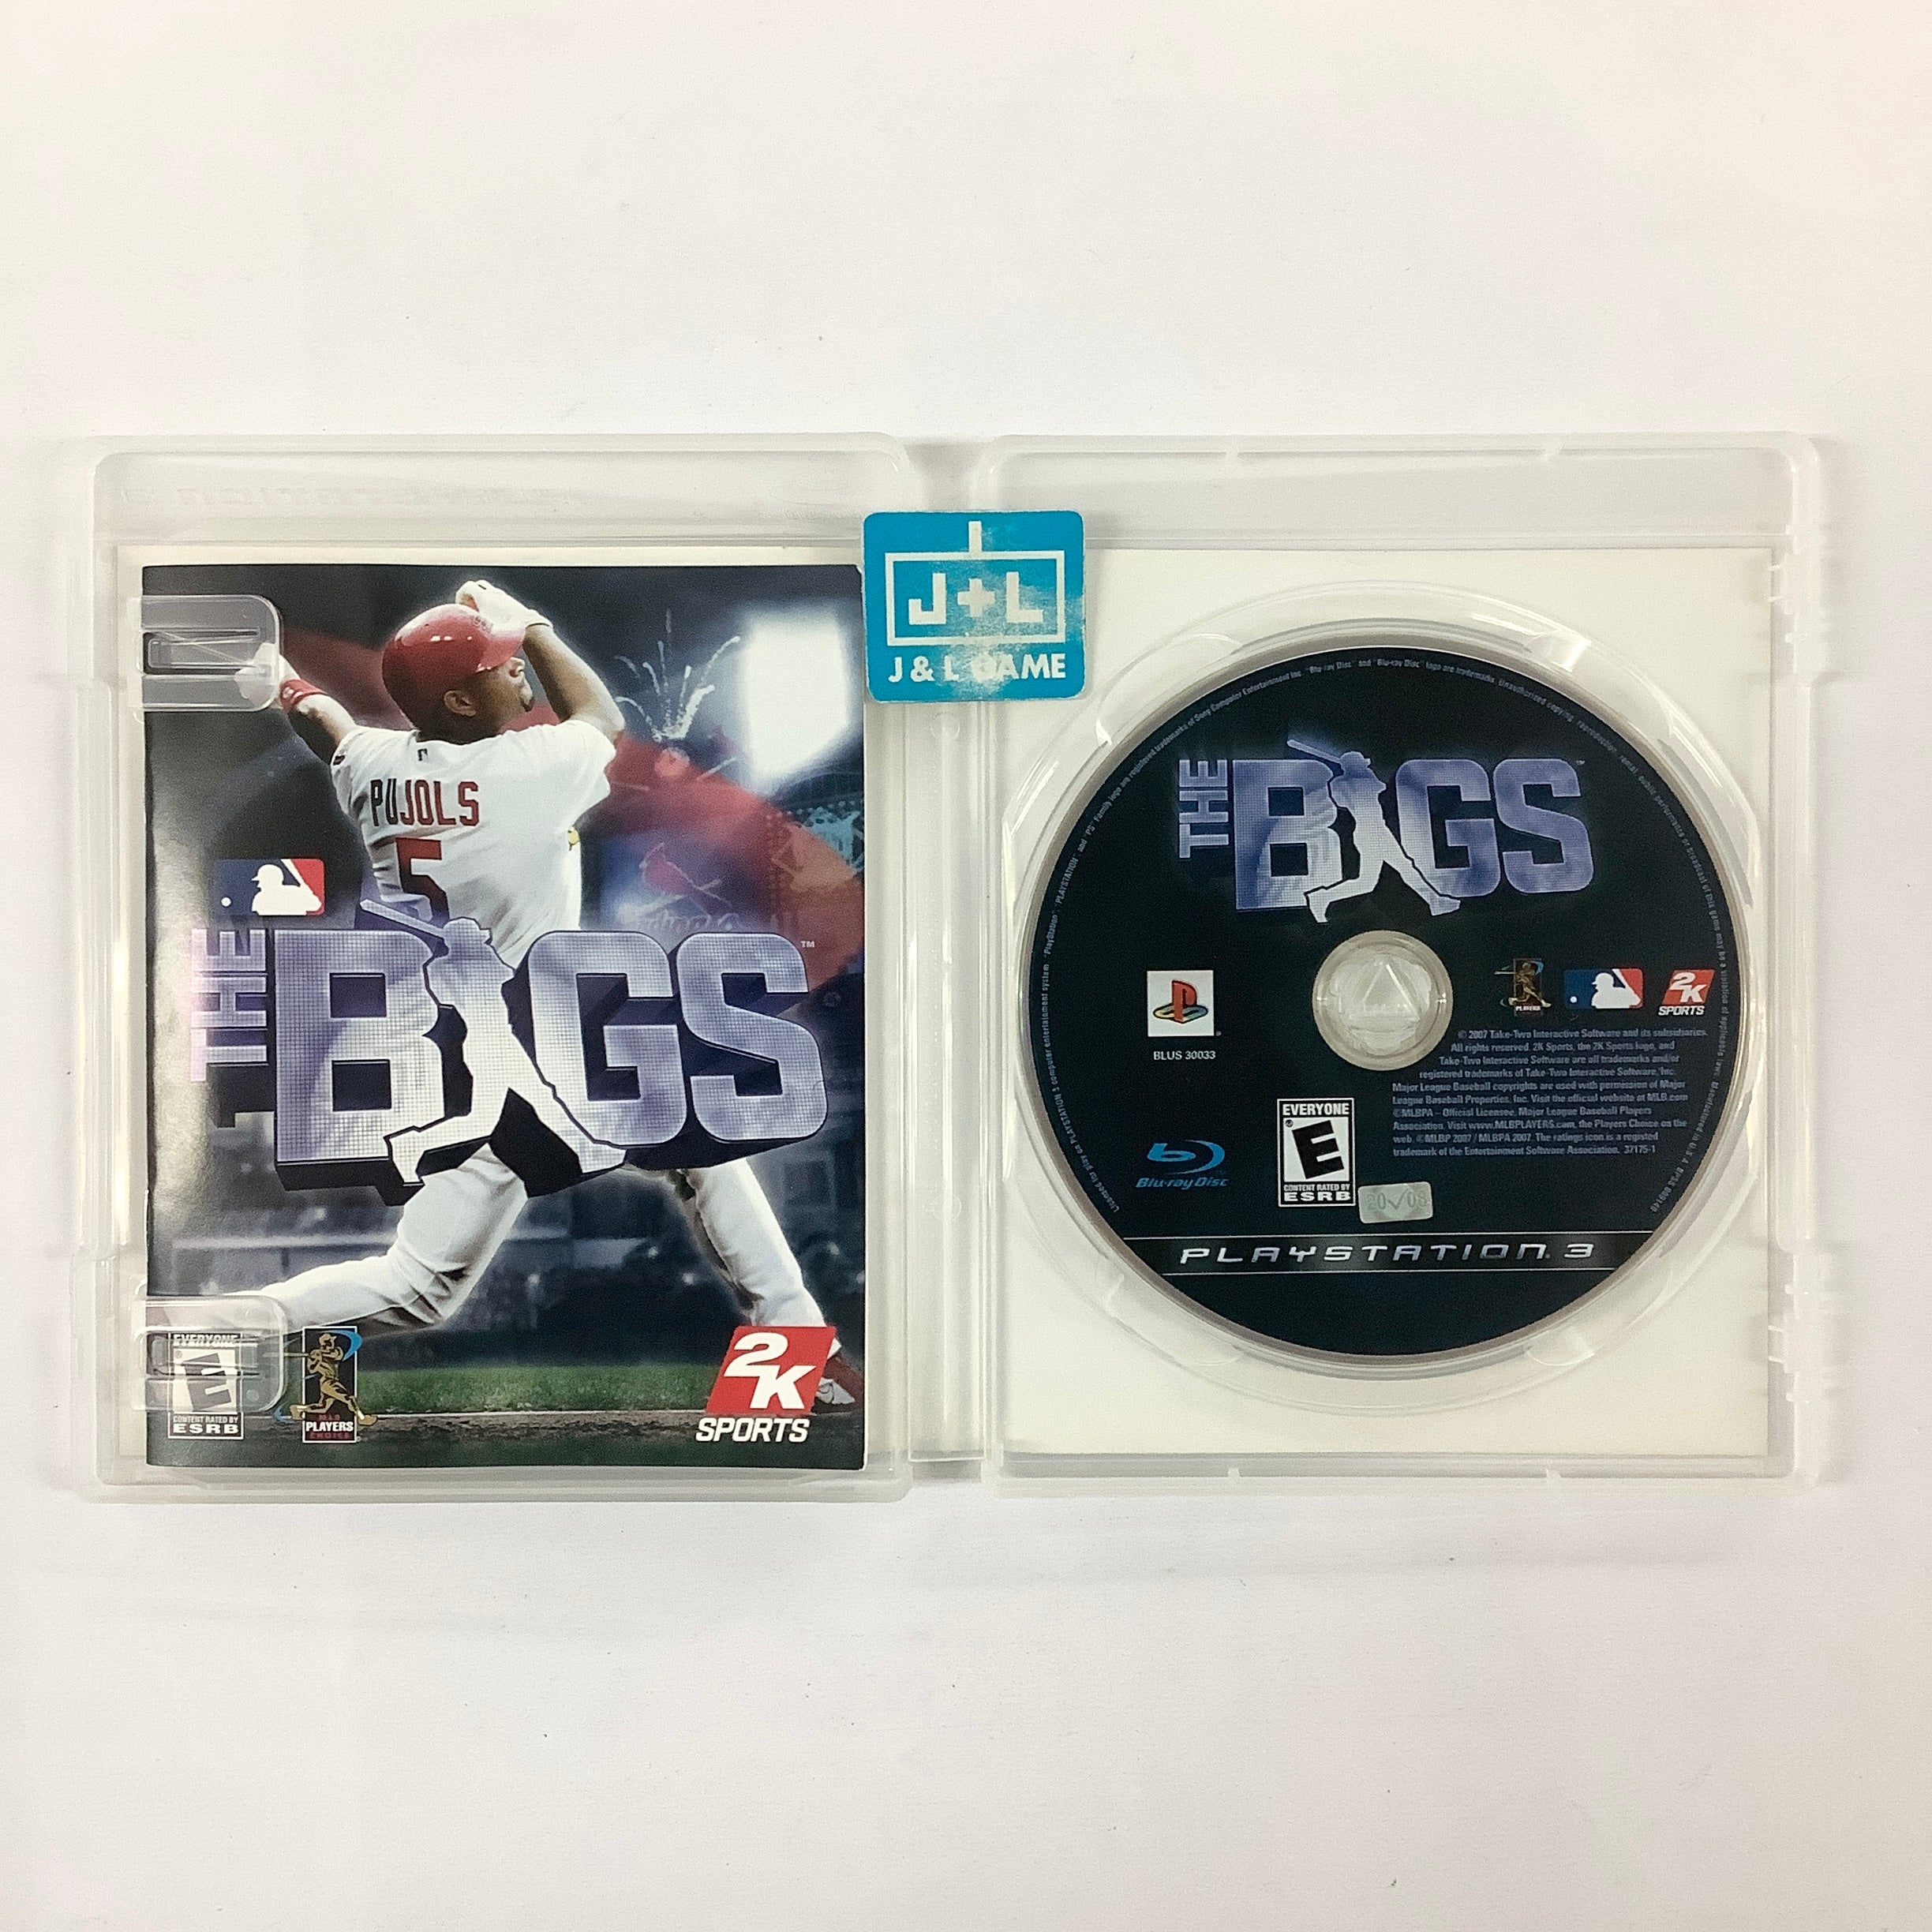 J+L
J & L GAME
PUJOLS
5
THE
BIGS
™
EVERYONE
E
CONTENT RATED BY
ESRB
MLB
PLAYERS
CHOICE
2K
SPORTS
THE
BIGS
™
BLUS 30033
PLAYERS
2K
SPORTS
© 2007 Take-Two Interactive Software and its subsidiaries.
All rights reserved. 2K Sports, the 2K Sports logo, and
Take-Two Interactive Software are all trademarks and/or
registered trademarks of Take-Two Interactive Software, Inc.
Major League Baseball copyrights are used with permission of Major
League Baseball Properties, Inc. Visit the official website at MLB.com
©MLBPA – Official Licensee, Major League Baseball Players
Association. Visit www.MLBPLAYERS.com, the Players Choice on the
web. ©MLBP 2007 / MLBPA 2007. The ratings icon is a registed
trademark of the Entertainment Software Association. 37175-1
Blu-ray Disc
EVERYONE
E
CONTENT RATED BY
ESRB
20 08
PLAYSTATION 3